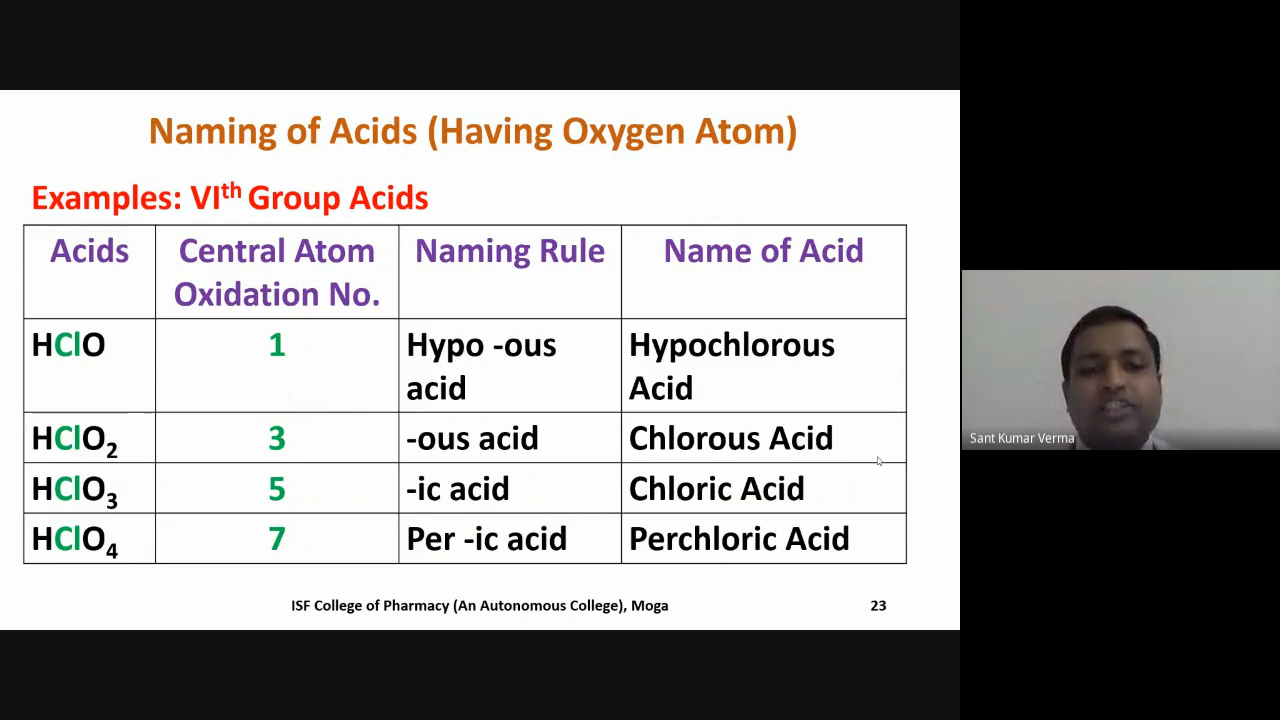 Naming of Acids (Having Oxygen Atom)
Examples: VIth Group Acids
Acids
Central Atom
Oxidation No.
Naming Rule
Name of Acid
HClO
1
Hypo -ous
acid
Hypochlorous
Acid
HClO2
3
-ous acid
Chlorous Acid
HClO3
5
-ic acid
Chloric Acid
HClO4
7
Per -ic acid
Perchloric Acid
ISF College of Pharmacy (An Autonomous College), Moga
23
Sant Kumar Verma